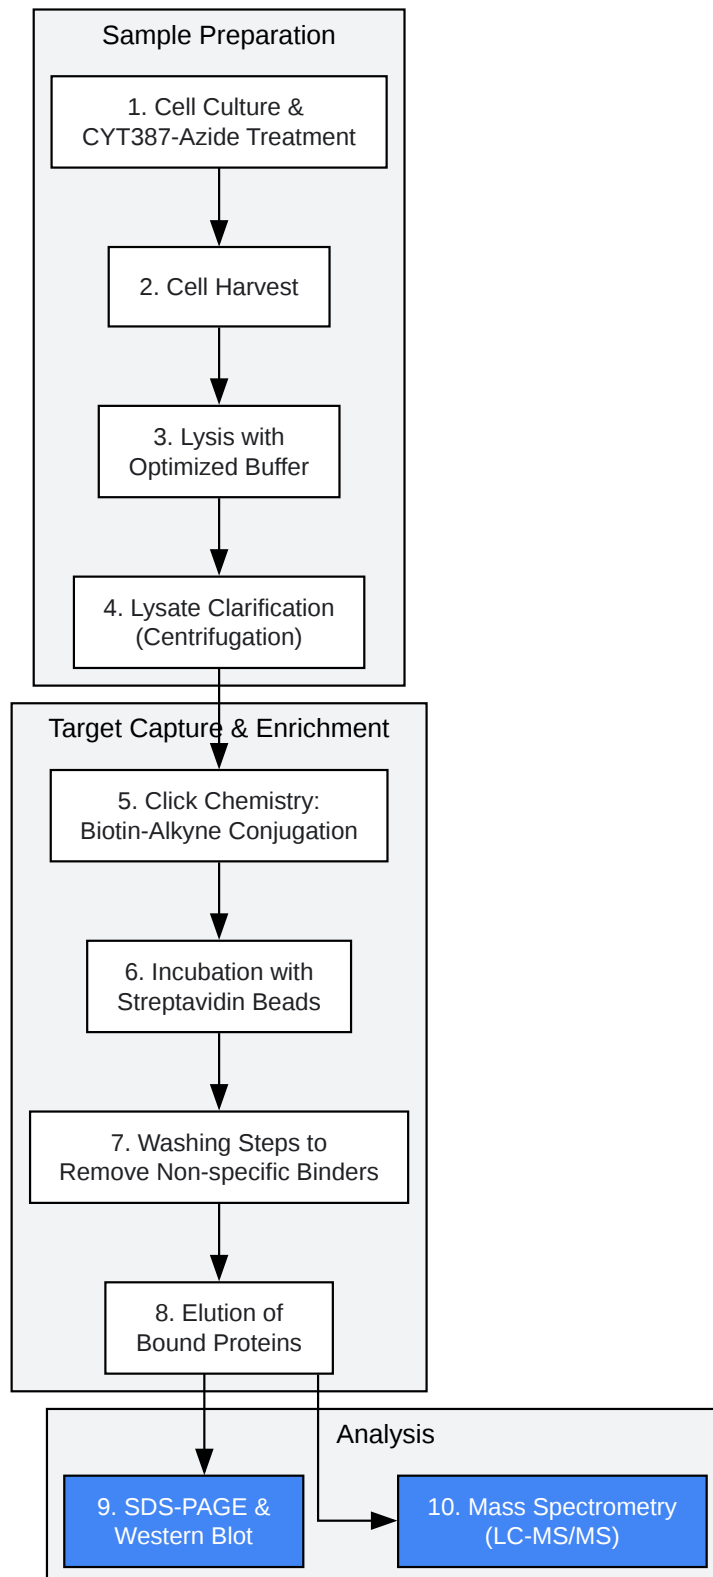 Sample Preparation
1. Cell Culture &
CYT387-Azide Treatment
2. Cell Harvest
3. Lysis with
Optimized Buffer
4. Lysate Clarification
(Centrifugation)
Target Capture & Enrichment
5. Click Chemistry:
Biotin-Alkyne Conjugation
6. Incubation with
Streptavidin Beads
7. Washing Steps to
Remove Non-specific Binders
8. Elution of
Bound Proteins
Analysis
9. SDS-PAGE &
Western Blot
10. Mass Spectrometry
(LC-MS/MS)